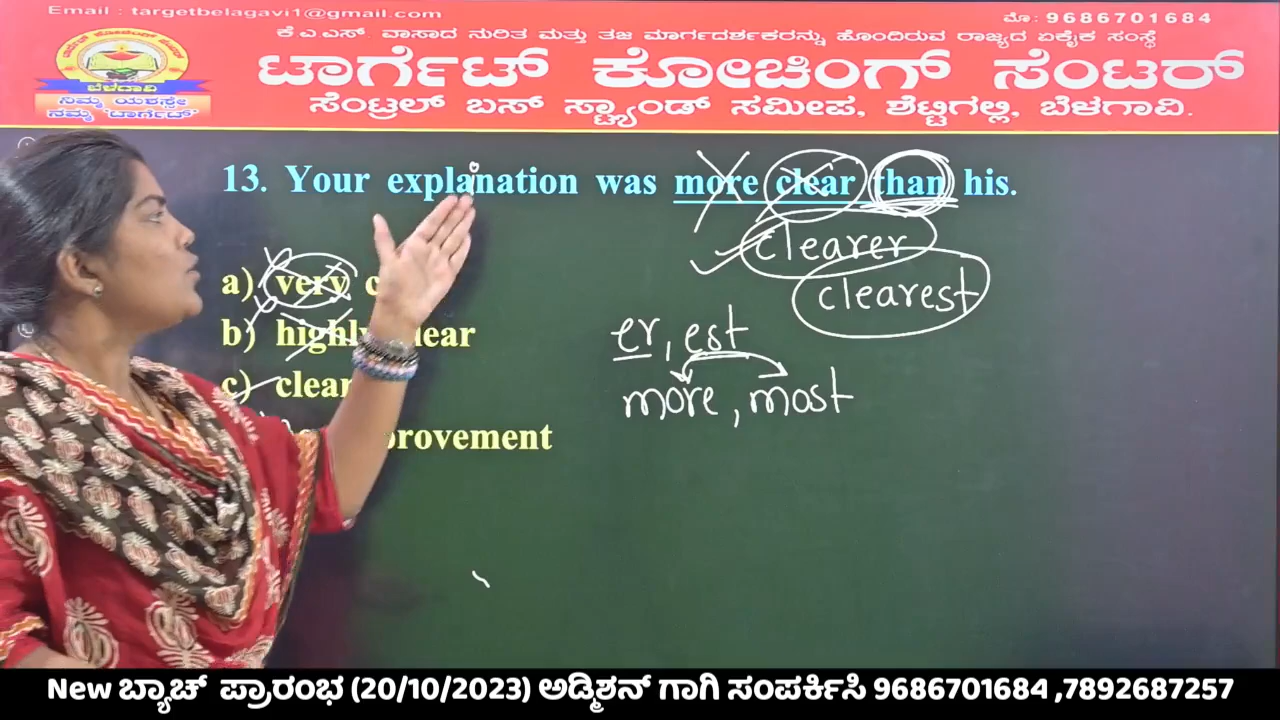 Email : targetbelagavi1@gmail.com
ಮೊ: 9686701684
ಕೆ.ಎ.ಎಸ್. ವಾಸಾದ ನುರಿತ ಮತ್ತು ತಜ ಮಾರ್ಗದರ್ಶಕರನ್ನು ಹೊಂದಿರುವ ರಾಜ್ಯದ ಏಕೈಕ ಸಂಸ್ಥೆ
ಟಾರ್ಗೆಟ್ ಕೋಚಿಂಗ್ ಸೆಂಟರ್
ಸೆಂಟ್ರಲ್ ಬಸ್ ಸ್ಟ್ಯಾಂಡ್ ಸಮೀಪ, ಶೆಟ್ಟಿಗಲ್ಲಿ, ಬೆಳಗಾವಿ.
ಬೆಳಗಾವಿ
ನಿಮ್ಮ ಯಶಸ್ಸೇ
ನಮ್ಮ "ಟಾರ್ಗೆಟ್"
13. Your explanation was more clear than his.
clearer
clearest
a) very
b) highly clear
c) clear
er, est
more, most
New ಬ್ಯಾಚ್ ಪ್ರಾರಂಭ (20/10/2023) ಅಡ್ಮಿಶನ್ ಗಾಗಿ ಸಂಪರ್ಕಿಸಿ 9686701684 ,7892687257